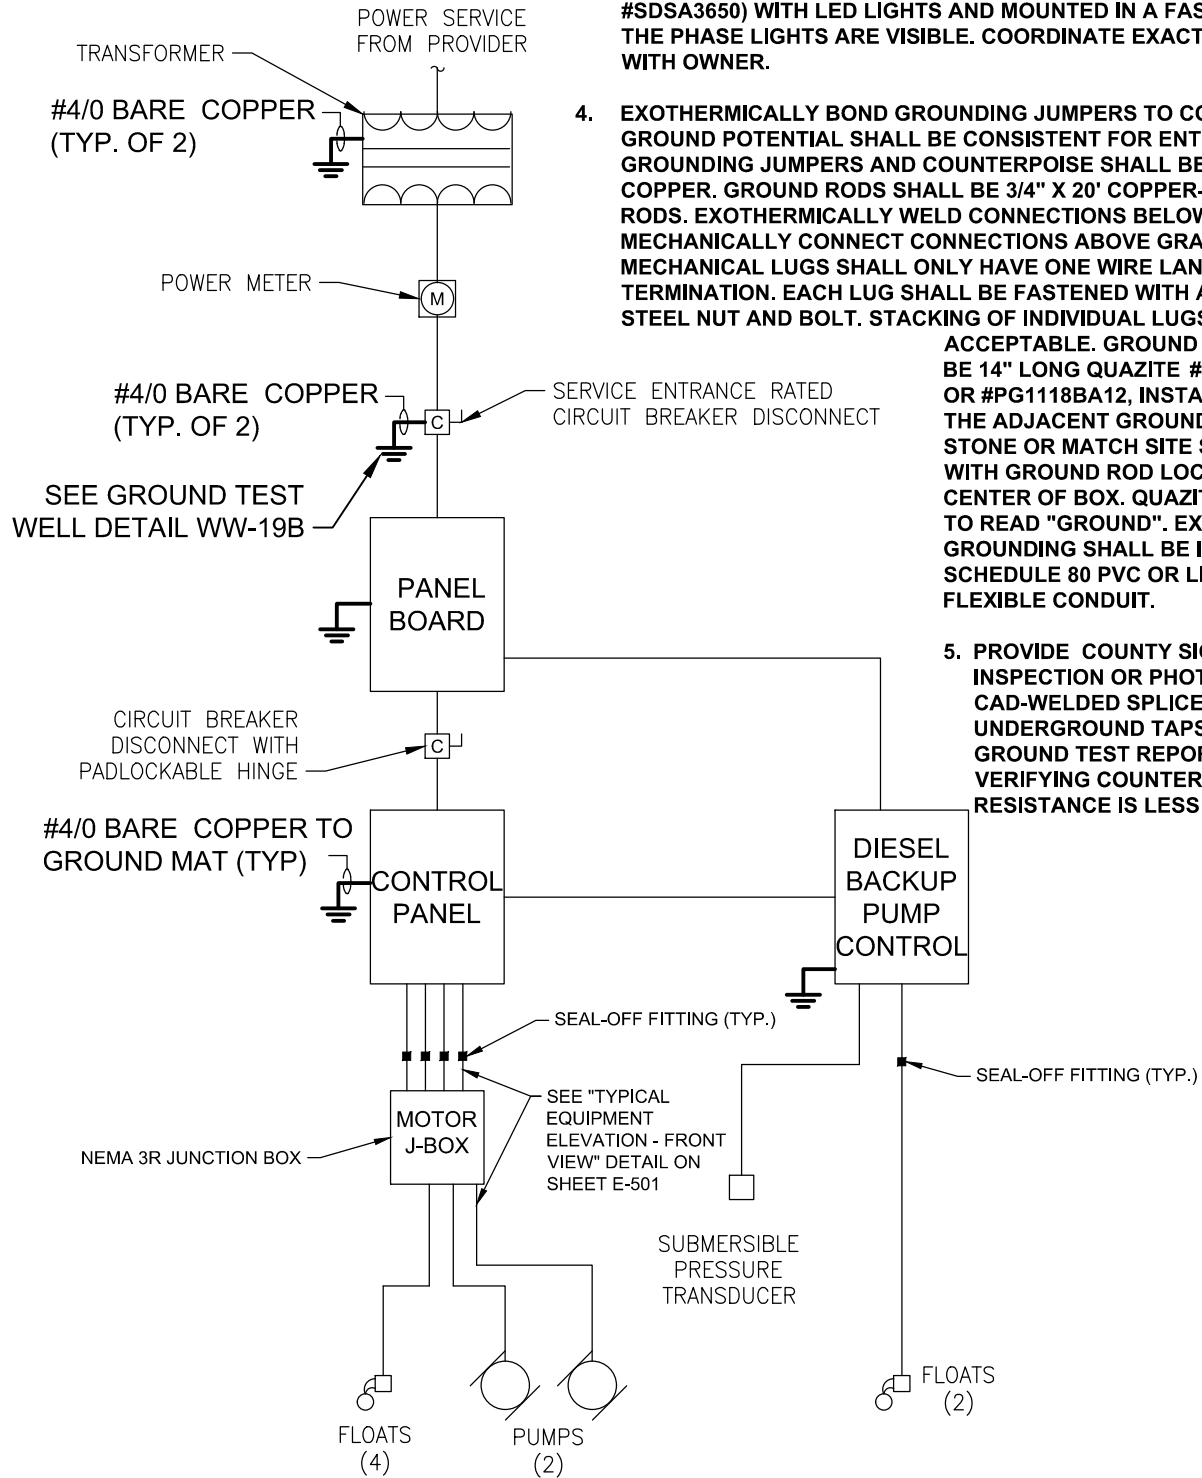 POWER SERVICE
FROM PROVIDER
TRANSFORMER
#4/0 BARE COPPER
(TYP. OF 2)
POWER METER
M
#4/0 BARE COPPER
(TYP. OF 2)
C
SERVICE ENTRANCE RATED
CIRCUIT BREAKER DISCONNECT
SEE GROUND TEST
WELL DETAIL WW-19B
PANEL
BOARD
CIRCUIT BREAKER
DISCONNECT WITH
PADLOCKABLE HINGE
C
#4/0 BARE COPPER TO
GROUND MAT (TYP)
CONTROL
PANEL
DIESEL
BACKUP
PUMP
CONTROL
SEAL-OFF FITTING (TYP.)
SEAL-OFF FITTING (TYP.)
MOTOR
J-BOX
NEMA 3R JUNCTION BOX
SEE "TYPICAL
EQUIPMENT
ELEVATION - FRONT
VIEW" DETAIL ON
SHEET E-501
SUBMERSIBLE
PRESSURE
TRANSDUCER
FLOATS
(4)
PUMPS
(2)
FLOATS
(2)
#SDSA3650) WITH LED LIGHTS AND MOUNTED IN A FAS
THE PHASE LIGHTS ARE VISIBLE. COORDINATE EXACT
WITH OWNER.
4. EXOTHERMICALLY BOND GROUNDING JUMPERS TO CO
GROUND POTENTIAL SHALL BE CONSISTENT FOR ENT
GROUNDING JUMPERS AND COUNTERPOISE SHALL BE
COPPER. GROUND RODS SHALL BE 3/4" X 20' COPPER-
RODS. EXOTHERMICALLY WELD CONNECTIONS BELOW
MECHANICALLY CONNECT CONNECTIONS ABOVE GRA
MECHANICAL LUGS SHALL ONLY HAVE ONE WIRE LAN
TERMINATION. EACH LUG SHALL BE FASTENED WITH A
STEEL NUT AND BOLT. STACKING OF INDIVIDUAL LUGS
ACCEPTABLE. GROUND
BE 14" LONG QUAZITE #
OR #PG1118BA12, INSTA
THE ADJACENT GROUND
STONE OR MATCH SITE S
WITH GROUND ROD LOC
CENTER OF BOX. QUAZIT
TO READ "GROUND". EX
GROUNDING SHALL BE I
SCHEDULE 80 PVC OR LI
FLEXIBLE CONDUIT.
5. PROVIDE COUNTY SIG
INSPECTION OR PHOT
CAD-WELDED SPLICE
UNDERGROUND TAPS
GROUND TEST REPOR
VERIFYING COUNTER
RESISTANCE IS LESS